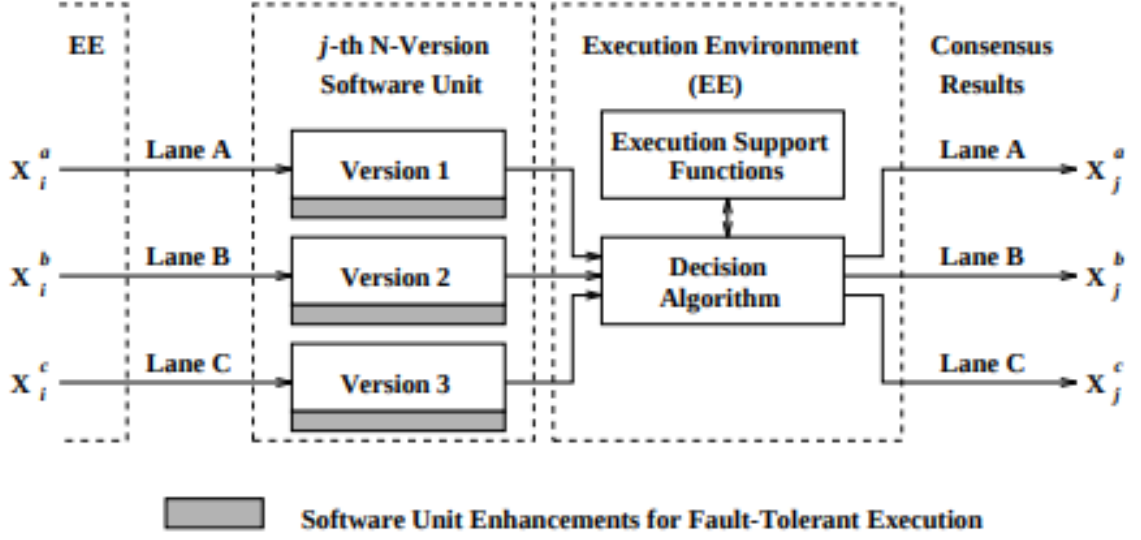 EE
j-th N-Version
Software Unit
Execution Environment
(EE)
Consensus
Results
Execution Support
Functions
X i a
Lane A
Version 1
Lane A
X j a
X i b
Lane B
Version 2
Decision
Algorithm
Lane B
X j b
X i c
Lane C
Version 3
Lane C
X j c
Software Unit Enhancements for Fault-Tolerant Execution